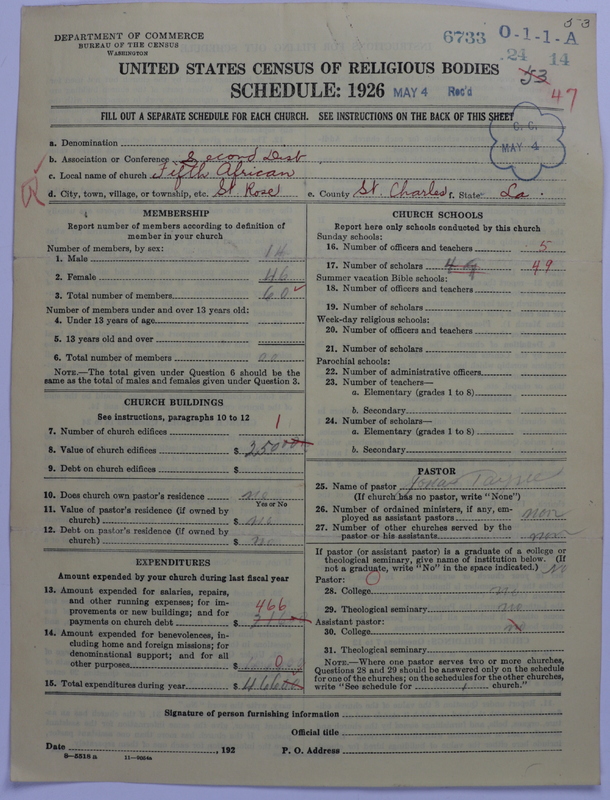 DEPARTMENT OF COMMERCE
BUREAU OF THE CENSUS
WASHINGTON
6733 O-1-1-A
.24 14
53
UNITED STATES CENSUS OF RELIGIOUS BODIES
SCHEDULE: 1926 MAY 4 Rec'd
47
FILL OUT A SEPARATE SCHEDULE FOR EACH CHURCH. SEE INSTRUCTIONS ON THE BACK OF THIS SHEET
C. C.
MAY 4
a. Denomination
b. Association or Conference Second Dist
c. Local name of church Fifth African
d. City, town, village, or township, etc. St Rose e. County St Charles f. State La.
R
MEMBERSHIP
Report number of members according to definition of
member in your church
Number of members, by sex:
1. Male 14
2. Female 46
3. Total number of members 60
Number of members under and over 13 years old:
4. Under 13 years of age
5. 13 years old and over
6. Total number of members
NOTE.—The total given under Question 6 should be the
same as the total of males and females given under Question 3.
CHURCH BUILDINGS
See instructions, paragraphs 10 to 12
7. Number of church edifices 1
8. Value of church edifices $ 2500
9. Debt on church edifices $
10. Does church own pastor's residence no
Yes or No
11. Value of pastor's residence (if owned by
church) $ no
12. Debt on pastor's residence (if owned by
church) $ no
EXPENDITURES
Amount expended by your church during last fiscal year
13. Amount expended for salaries, repairs,
and other running expenses; for im-
provements or new buildings; and for
payments on church debt $ 466
14. Amount expended for benevolences, in-
cluding home and foreign missions; for
denominational support; and for all
other purposes $ 0
15. Total expenditures during year $ 466
CHURCH SCHOOLS
Report here only schools conducted by this church
Sunday schools:
16. Number of officers and teachers 5
17. Number of scholars 49
Summer vacation Bible schools:
18. Number of officers and teachers
19. Number of scholars
Week-day religious schools:
20. Number of officers and teachers
21. Number of scholars
Parochial schools:
22. Number of administrative officers
23. Number of teachers—
a. Elementary (grades 1 to 8)
b. Secondary
24. Number of scholars—
a. Elementary (grades 1 to 8)
b. Secondary
PASTOR
25. Name of pastor
(If church has no pastor, write "None")
26. Number of ordained ministers, if any, em-
ployed as assistant pastors non
27. Number of other churches served by the
pastor or his assistants non
If pastor (or assistant pastor) is a graduate of a college or
theological seminary, give name of institution below. (If
not a graduate, write "No" in the space indicated.) No
Pastor:
28. College no
29. Theological seminary no
Assistant pastor:
30. College no
31. Theological seminary
NOTE.—Where one pastor serves two or more churches,
Questions 28 and 29 should be answered only on the schedule
for one of the churches; on the schedules for the other churches,
write "See schedule for church."
Signature of person furnishing information
Official title
Date , 192 P. O. Address
8—5518 a 11—9054a